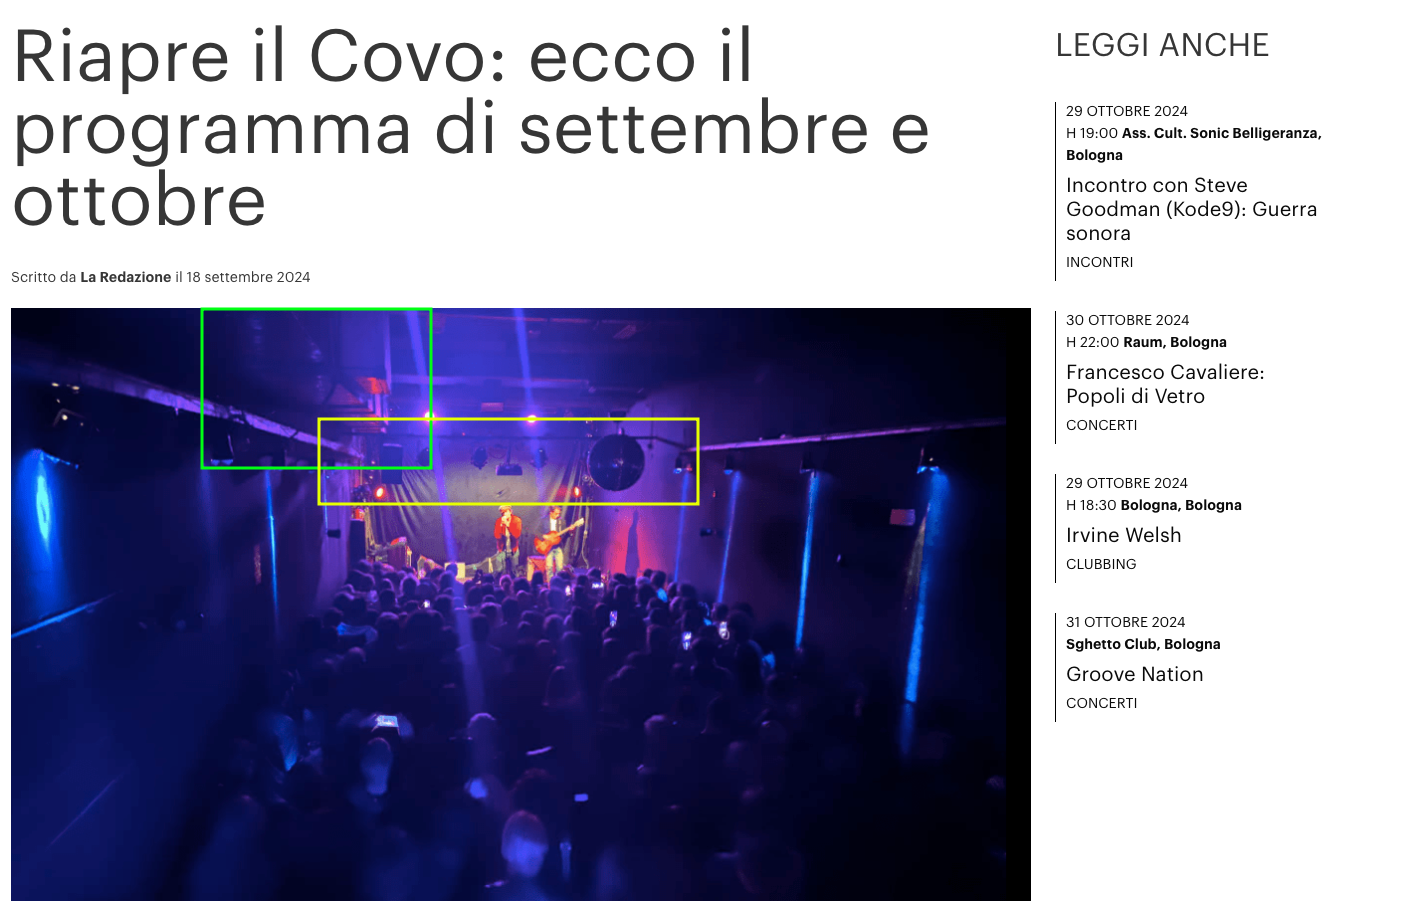 Riapre il Covo: ecco il
programma di settembre e
ottobre
Scritto da La Redazione il 18 settembre 2024
LEGGI ANCHE
29 OTTOBRE 2024
H 19:00 Ass. Cult. Sonic Belligeranza,
Bologna
Incontro con Steve
Goodman (Kode9): Guerra
sonora
INCONTRI
30 OTTOBRE 2024
H 22:00 Raum, Bologna
Francesco Cavaliere:
Popoli di Vetro
CONCERTI
29 OTTOBRE 2024
H 18:30 Bologna, Bologna
Irvine Welsh
CLUBBING
31 OTTOBRE 2024
Sghetto Club, Bologna
Groove Nation
CONCERTI